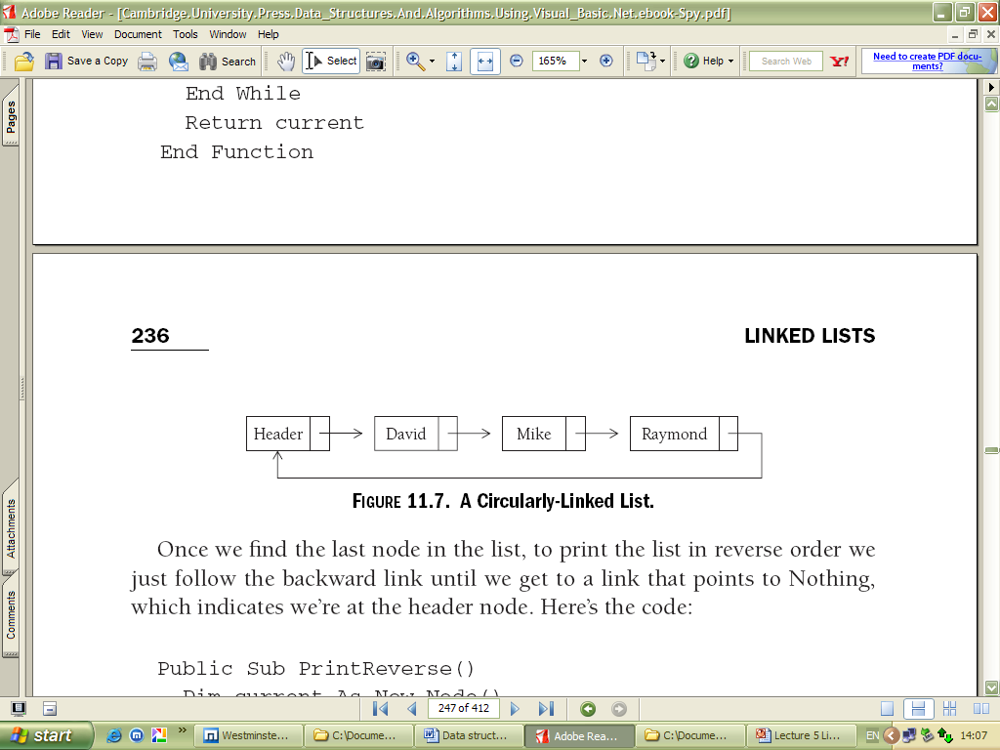 Adobe Reader - [Cambridge.University.Press.Data_Structures.And.Algorithms.Using.Visual_Basic.Net.ebook-Spy.pdf]
File Edit View Document Tools Window Help
Save a Copy Search Select 165% Help Search Web Y! Need to create PDF docu-
ments?
Pages
End While
Return current
End Function
236 LINKED LISTS
Header David Mike Raymond
FIGURE 11.7. A Circularly-Linked List.
Attachments
Comments
Once we find the last node in the list, to print the list in reverse order we
just follow the backward link until we get to a link that points to Nothing,
which indicates we're at the header node. Here's the code:
Public Sub PrintReverse()
Dim current As New Node()
247 of 412
start Westminste... C:\Docume... Data struct... Adobe Rea... C:\Docume... Lecture 5 Li... EN 14:07